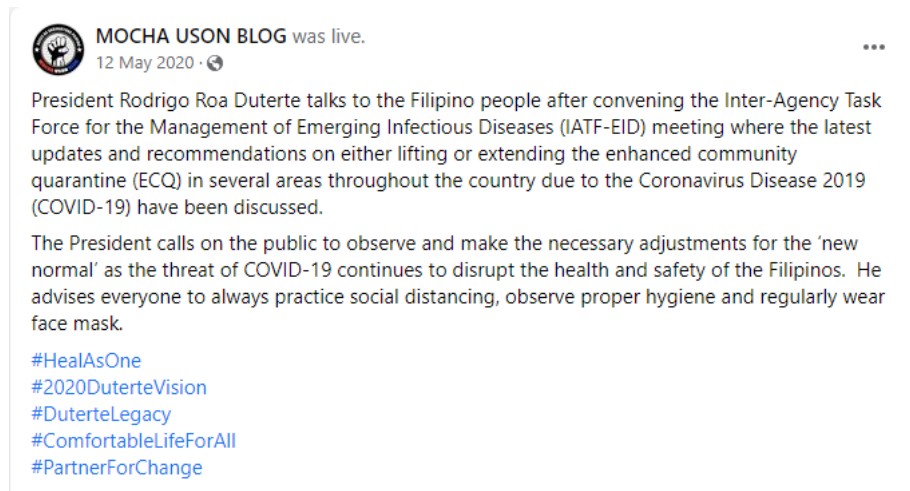 MOCHA USON BLOG was live.
12 May 2020 ·
President Rodrigo Roa Duterte talks to the Filipino people after convening the Inter-Agency Task
Force for the Management of Emerging Infectious Diseases (IATF-EID) meeting where the latest
updates and recommendations on either lifting or extending the enhanced community
quarantine (ECQ) in several areas throughout the country due to the Coronavirus Disease 2019
(COVID-19) have been discussed.
The President calls on the public to observe and make the necessary adjustments for the ‘new
normal’ as the threat of COVID-19 continues to disrupt the health and safety of the Filipinos.  He
advises everyone to always practice social distancing, observe proper hygiene and regularly wear
face mask.
#HealAsOne
#2020DuterteVision
#DuterteLegacy
#ComfortableLifeForAll
#PartnerForChange